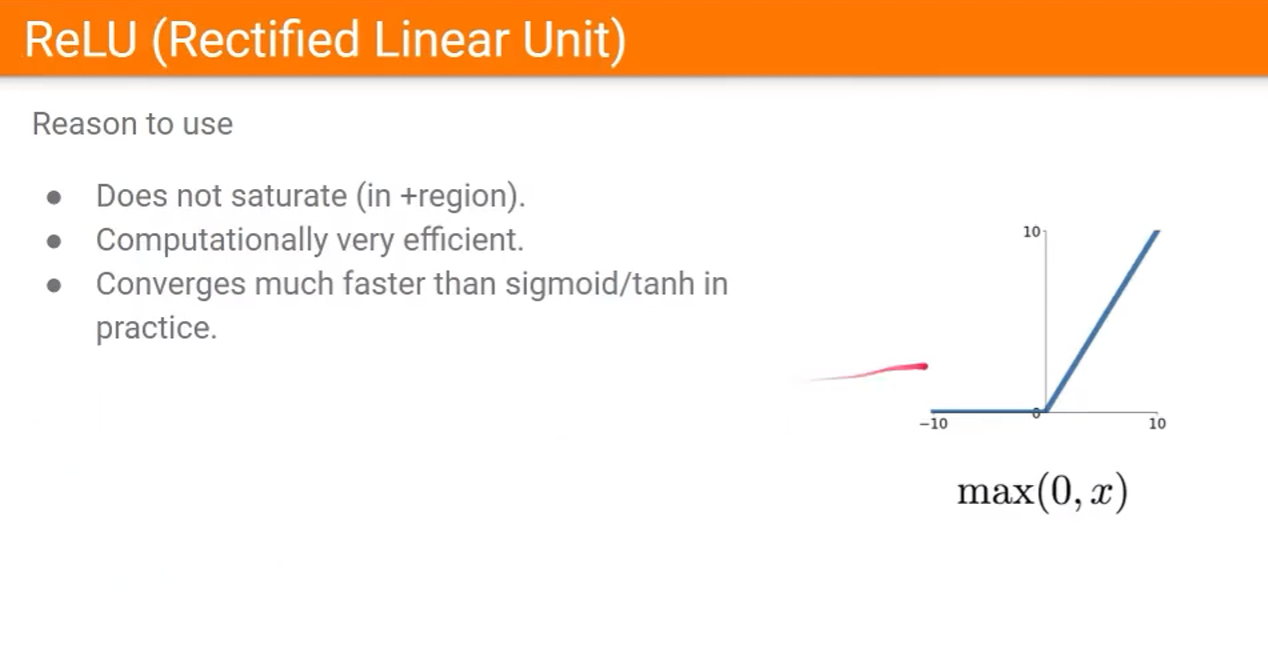 ReLU (Rectified Linear Unit)
Reason to use
● Does not saturate (in +region).
● Computationally very efficient.
● Converges much faster than sigmoid/tanh in
practice.
10
0
−10
10
max(0, x)